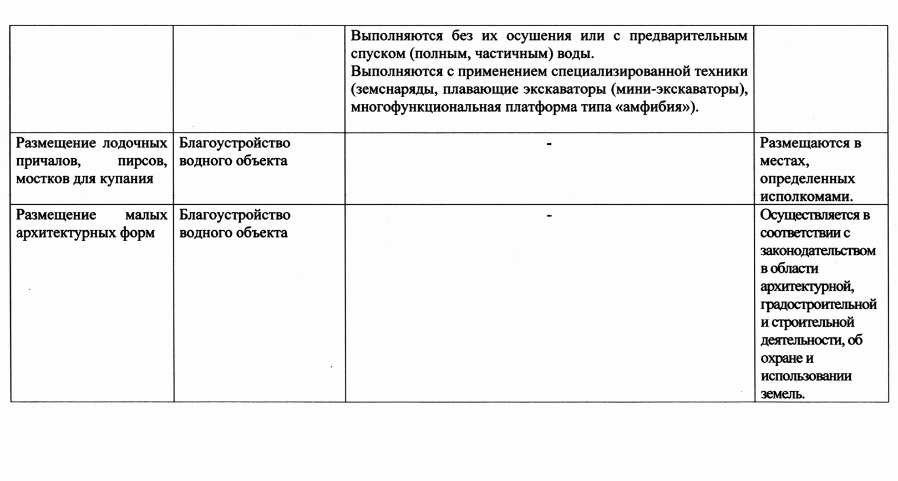 Выполняются без их осушения или с предварительным
спуском (полным, частичным) воды.
Выполняются с применением специализированной техники
(земснаряды, плавающие экскаваторы (мини-экскаваторы),
многофункциональная платформа типа «амфибия»).
Размещение лодочных
причалов, пирсов,
мостков для купания
Благоустройство
водного объекта
-
Размещаются в
местах,
определенных
исполкомами.
Размещение малых
архитектурных форм
Благоустройство
водного объекта
-
Осуществляется в
соответствии с
законодательством
в области
архитектурной,
градостроительной
и строительной
деятельности, об
охране и
использовании
земель.